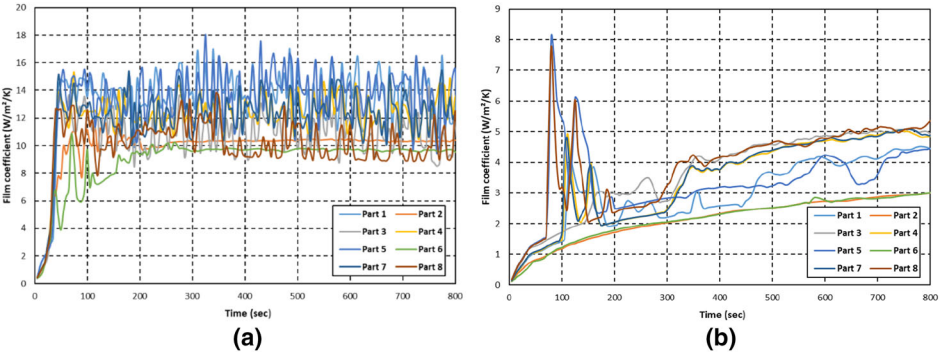 20
18
16
14
12
10
8
6
4
2
0
Film coefficient (W/m²/K)
0 100 200 300 400 500 600 700 800
Time (sec)
Part 1 Part 2
Part 3 Part 4
Part 5 Part 6
Part 7 Part 8
(a)
9
8
7
6
5
4
3
2
1
0
Film coefficient (W/m²/K)
0 100 200 300 400 500 600 700 800
Time (sec)
Part 1 Part 2
Part 3 Part 4
Part 5 Part 6
Part 7 Part 8
(b)